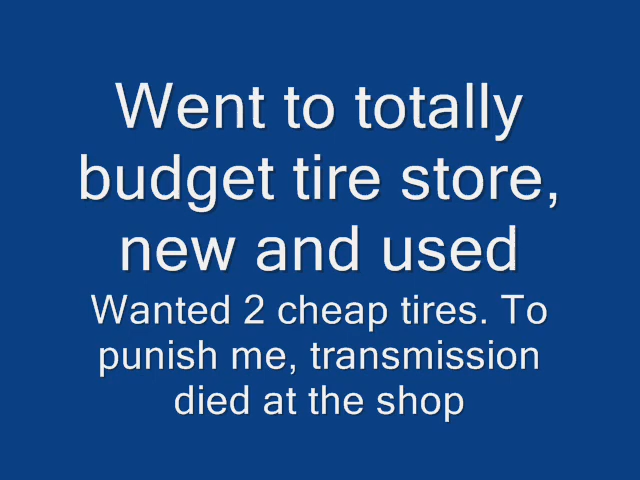 Went to totally
budget tire store,
new and used
Wanted 2 cheap tires. To
punish me, transmission
died at the shop